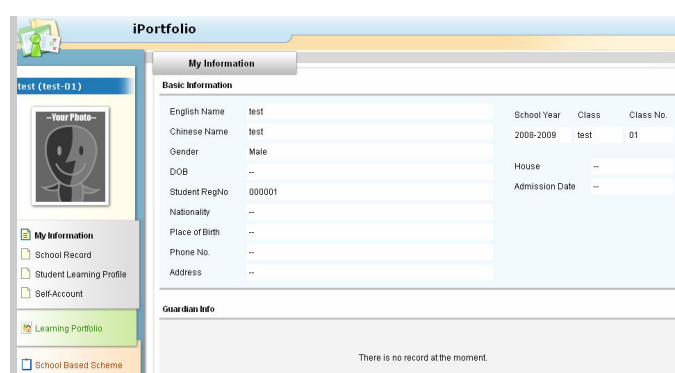 iPortfolio
My Information
test (test-01)
--Your Photo--
My Information
School Record
Student Learning Profile
Self-Account
Learning Portfolio
School Based Scheme
Basic Information
English Name test
Chinese Name test
Gender Male
DOB --
Student RegNo 000001
Nationality --
Place of Birth --
Phone No. --
Address --
School Year Class Class No.
2008-2009 test 01
House --
Admission Date --
Guardian Info
There is no record at the moment.